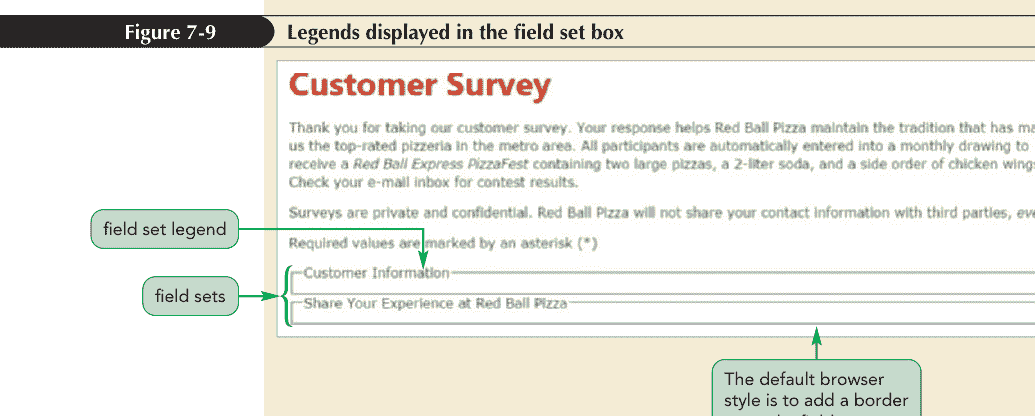 Figure 7-9
Legends displayed in the field set box
Customer Survey
Thank you for taking our customer survey. Your response helps Red Ball Pizza maintain the tradition that has
us the top-rated pizzeria in the metro area. All participants are automatically entered into a monthly drawing to
receive a Red Ball Express PizzaFest containing two large pizzas, a 2-liter soda, and a side order of chicken
Check your e-mail inbox for contest results.
Surveys are private and confidential. Red Ball Pizza will not share your contact information with third parties,
field set legend
Required values are marked by an asterisk (*)
Customer Information
field sets
Share Your Experience at Red Ball Pizza
The default browser
style is to add a border